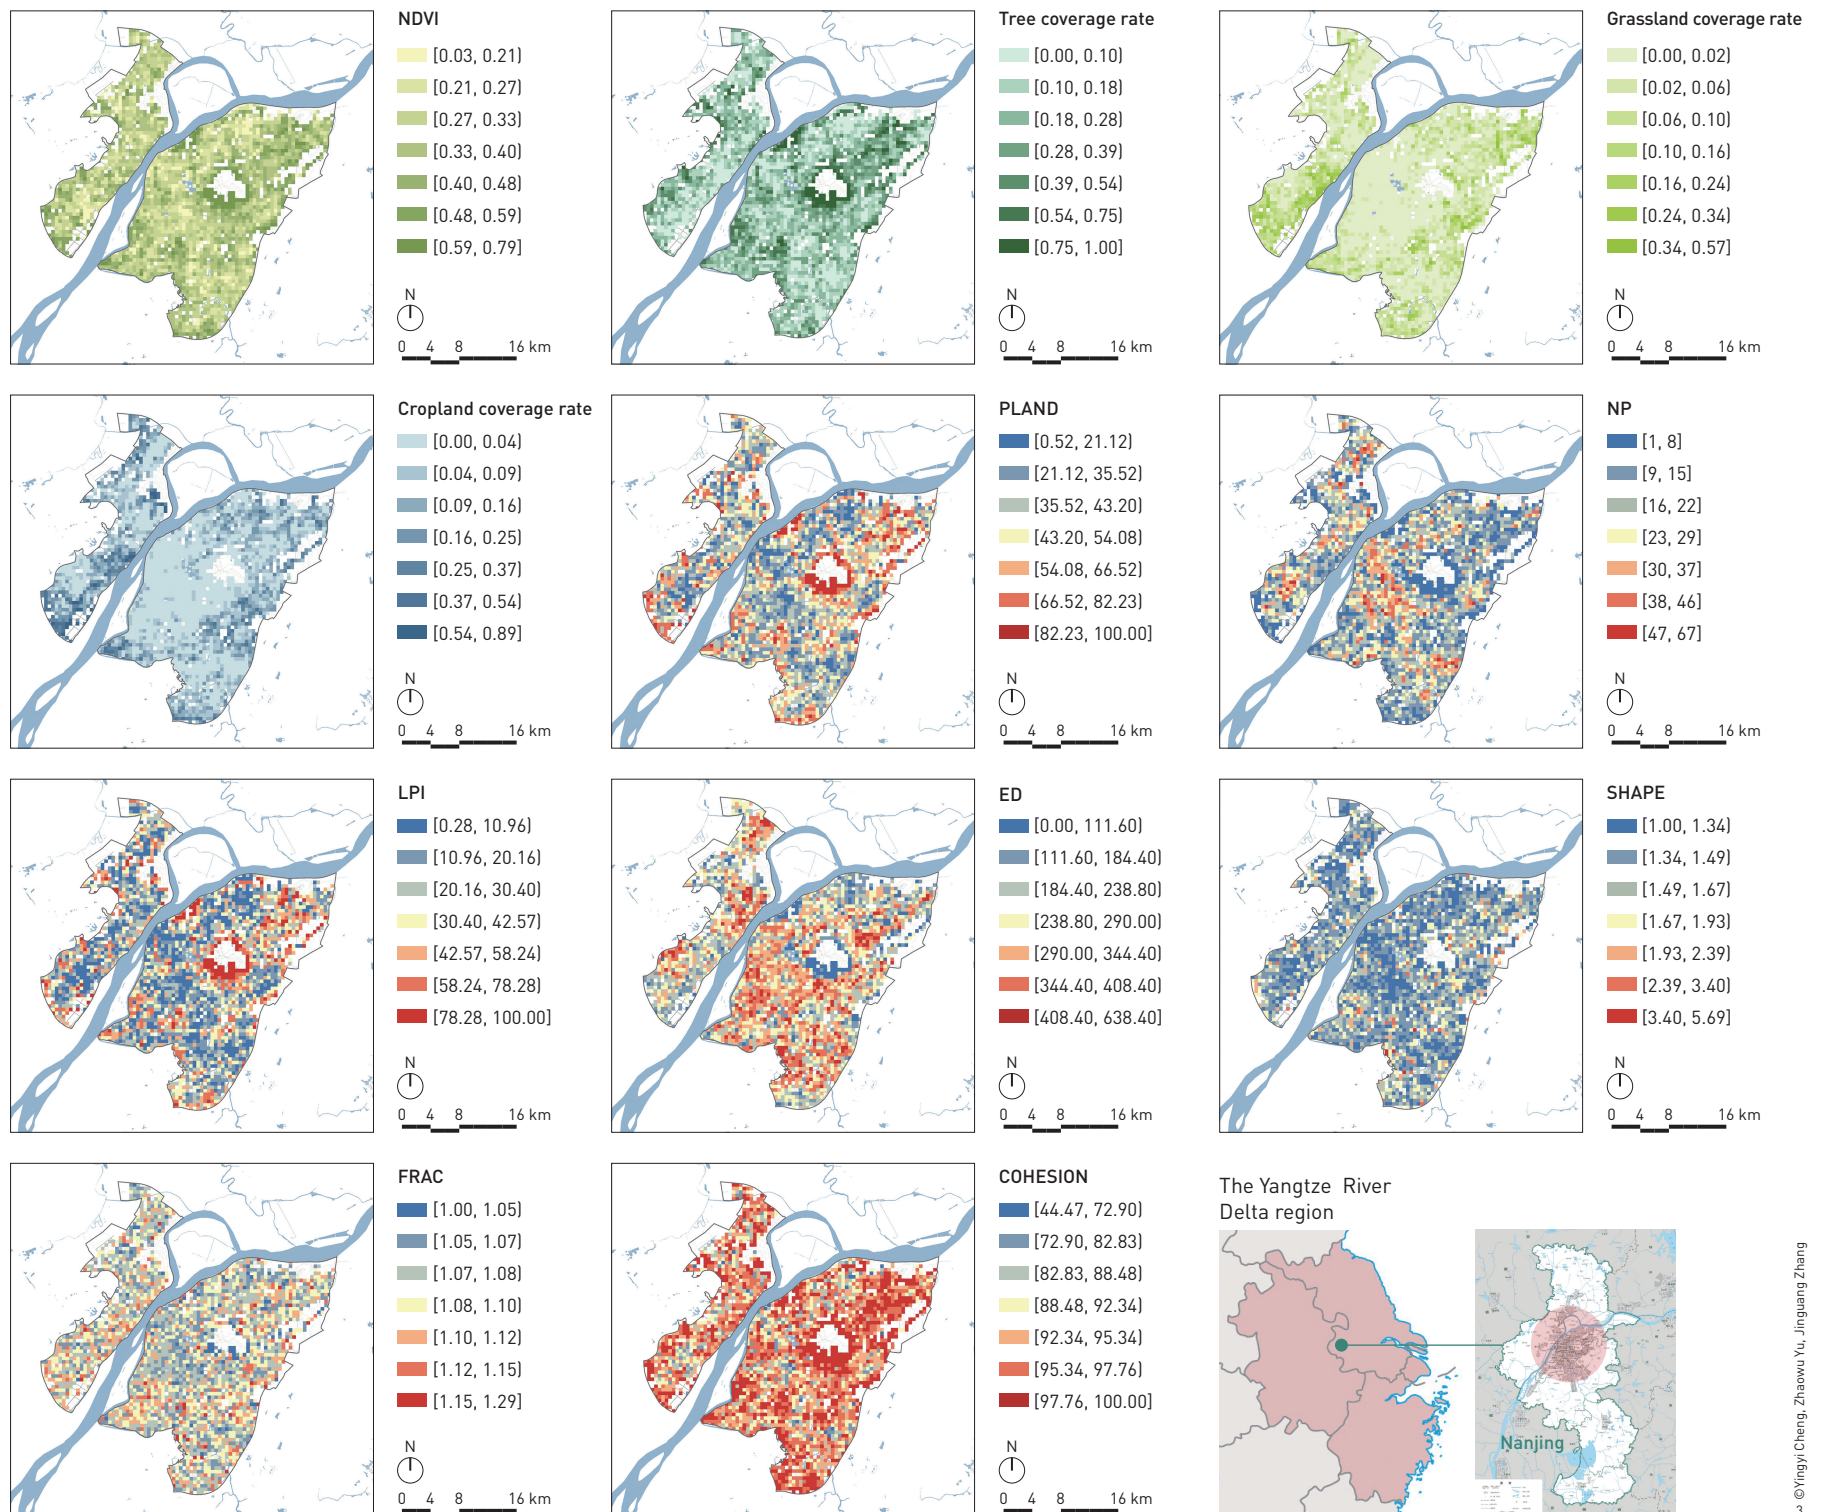 NDVI
[0.03, 0.21)
[0.21, 0.27)
[0.27, 0.33)
[0.33, 0.40)
[0.40, 0.48)
[0.48, 0.59)
[0.59, 0.79]
N
0 4 8 16 km
Tree coverage rate
[0.00, 0.10)
[0.10, 0.18)
[0.18, 0.28)
[0.28, 0.39)
[0.39, 0.54)
[0.54, 0.75)
[0.75, 1.00]
N
0 4 8 16 km
Grassland coverage rate
[0.00, 0.02)
[0.02, 0.06)
[0.06, 0.10)
[0.10, 0.16)
[0.16, 0.24)
[0.24, 0.34)
[0.34, 0.57]
N
0 4 8 16 km
Cropland coverage rate
[0.00, 0.04)
[0.04, 0.09)
[0.09, 0.16)
[0.16, 0.25)
[0.25, 0.37)
[0.37, 0.54)
[0.54, 0.89]
N
0 4 8 16 km
PLAND
[0.52, 21.12)
[21.12, 35.52)
[35.52, 43.20)
[43.20, 54.08)
[54.08, 66.52)
[66.52, 82.23)
[82.23, 100.00]
N
0 4 8 16 km
NP
[1, 8]
[9, 15]
[16, 22]
[23, 29]
[30, 37]
[38, 46]
[47, 67]
N
0 4 8 16 km
LPI
[0.28, 10.96)
[10.96, 20.16)
[20.16, 30.40)
[30.40, 42.57)
[42.57, 58.24)
[58.24, 78.28)
[78.28, 100.00]
N
0 4 8 16 km
ED
[0.00, 111.60)
[111.60, 184.40)
[184.40, 238.80)
[238.80, 290.00)
[290.00, 344.40)
[344.40, 408.40)
[408.40, 638.40]
N
0 4 8 16 km
SHAPE
[1.00, 1.34)
[1.34, 1.49)
[1.49, 1.67)
[1.67, 1.93)
[1.93, 2.39)
[2.39, 3.40)
[3.40, 5.69]
N
0 4 8 16 km
FRAC
[1.00, 1.05)
[1.05, 1.07)
[1.07, 1.08)
[1.08, 1.10)
[1.10, 1.12)
[1.12, 1.15)
[1.15, 1.29]
N
0 4 8 16 km
COHESION
[44.47, 72.90)
[72.90, 82.83)
[82.83, 88.48)
[88.48, 92.34)
[92.34, 95.34)
[95.34, 97.76)
[97.76, 100.00]
N
0 4 8 16 km
The Yangtze River
Delta region
Nanjing
© Yingyi Cheng, Zhaowu Yu, Jinguang Zhang
3